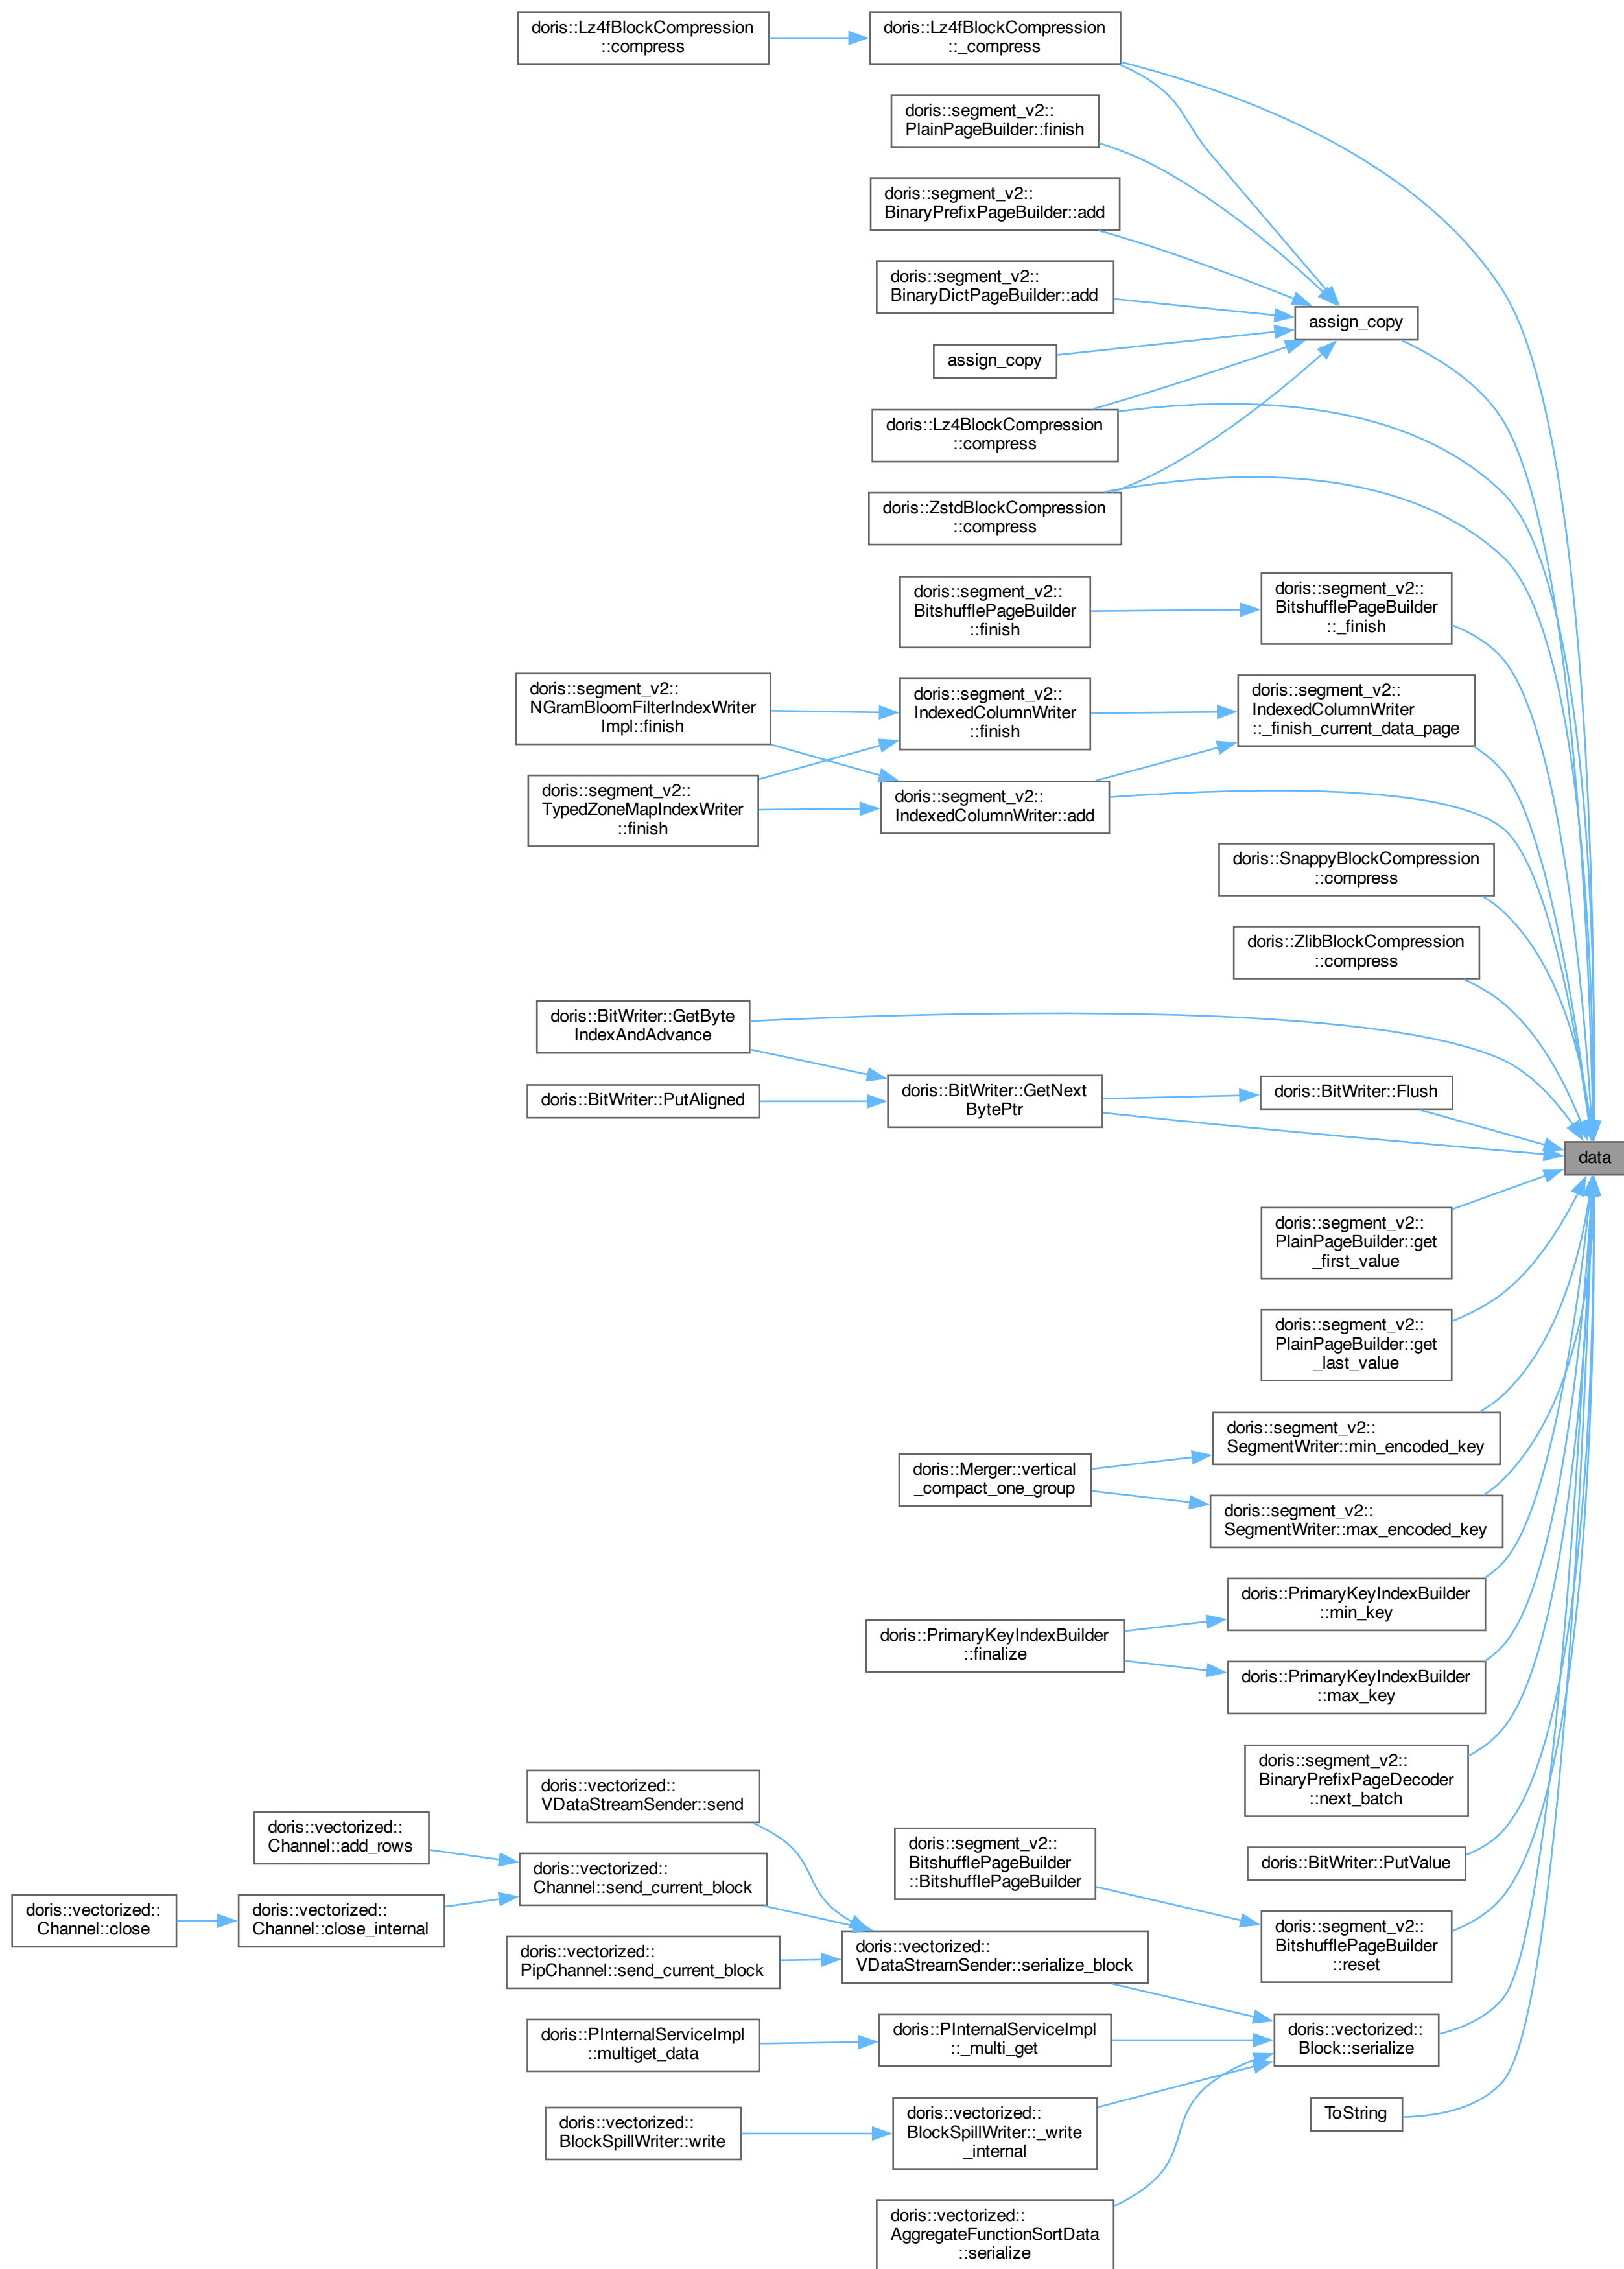 doris::Lz4fBlockCompression
::compress
doris::Lz4fBlockCompression
::_compress
doris::segment_v2::
PlainPageBuilder::finish
doris::segment_v2::
BinaryPrefixPageBuilder::add
doris::segment_v2::
BinaryDictPageBuilder::add
assign_copy
assign_copy
doris::Lz4BlockCompression
::compress
doris::ZstdBlockCompression
::compress
doris::segment_v2::
BitshufflePageBuilder
::finish
doris::segment_v2::
BitshufflePageBuilder
::_finish
doris::segment_v2::
NGramBloomFilterIndexWriter
Impl::finish
doris::segment_v2::
IndexedColumnWriter
::finish
doris::segment_v2::
IndexedColumnWriter
::_finish_current_data_page
doris::segment_v2::
TypedZoneMapIndexWriter
::finish
doris::segment_v2::
IndexedColumnWriter::add
doris::SnappyBlockCompression
::compress
doris::ZlibBlockCompression
::compress
doris::BitWriter::GetByte
IndexAndAdvance
doris::BitWriter::PutAligned
doris::BitWriter::GetNext
BytePtr
doris::BitWriter::Flush
data
doris::segment_v2::
PlainPageBuilder::get
_first_value
doris::segment_v2::
PlainPageBuilder::get
_last_value
doris::segment_v2::
SegmentWriter::min_encoded_key
doris::Merger::vertical
_compact_one_group
doris::segment_v2::
SegmentWriter::max_encoded_key
doris::PrimaryKeyIndexBuilder
::min_key
doris::PrimaryKeyIndexBuilder
::finalize
doris::PrimaryKeyIndexBuilder
::max_key
doris::segment_v2::
BinaryPrefixPageDecoder
::next_batch
doris::vectorized::
VDataStreamSender::send
doris::vectorized::
Channel::add_rows
doris::vectorized::
Channel::send_current_block
doris::segment_v2::
BitshufflePageBuilder
::BitshufflePageBuilder
doris::BitWriter::PutValue
doris::vectorized::
Channel::close
doris::vectorized::
Channel::close_internal
doris::segment_v2::
BitshufflePageBuilder
::reset
doris::vectorized::
PipChannel::send_current_block
doris::vectorized::
VDataStreamSender::serialize_block
doris::PInternalServiceImpl
::multiget_data
doris::PInternalServiceImpl
::_multi_get
doris::vectorized::
Block::serialize
doris::vectorized::
BlockSpillWriter::write
doris::vectorized::
BlockSpillWriter::_write
_internal
ToString
doris::vectorized::
AggregateFunctionSortData
::serialize